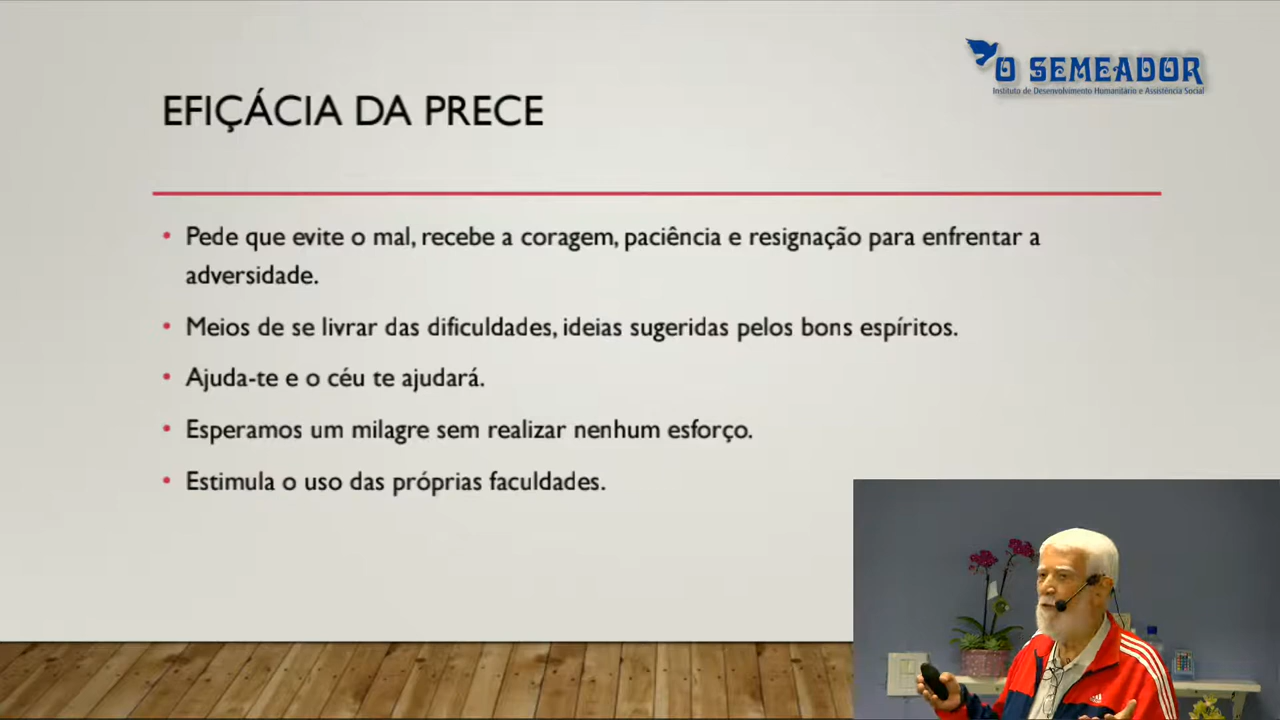 O SEMEADOR
Instituto de Desenvolvimento Humanitário e Assistência Social
EFIÇÁCIA DA PRECE
• Pede que evite o mal, recebe a coragem, paciência e resignação para enfrentar a
adversidade.
• Meios de se livrar das dificuldades, ideias sugeridas pelos bons espíritos.
• Ajuda-te e o céu te ajudará.
• Esperamos um milagre sem realizar nenhum esforço.
• Estimula o uso das próprias faculdades.
adidas